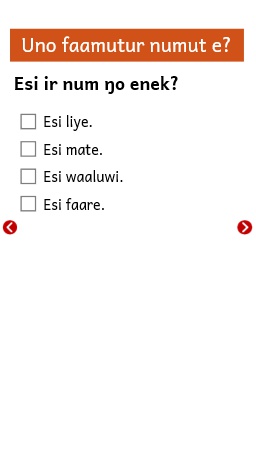 Uno faamutur numut e?
Esi ir num ŋo enek?
Esi liye.
Esi mate.
Esi waaluwi.
Esi faare.